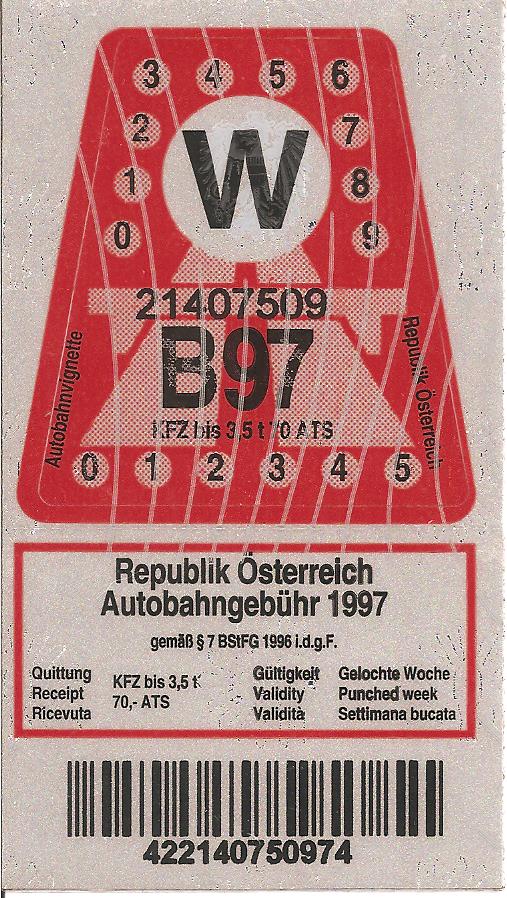 3 4 5 6
2 7
W
1 8
0 9
21407509
B97
Autobahnvignette
Republik Österreich
KFZ bis 3,5 t 70 ATS
0 1 2 3 4 5
Republik Österreich
Autobahngebühr 1997
gemäß § 7 BStFG 1996 i.d.g.F.
Quittung
Receipt
Ricevuta
KFZ bis 3,5 t
70,- ATS
Gültigkeit Gelochte Woche
Validity Punched week
Validità Settimana bucata
422140750974